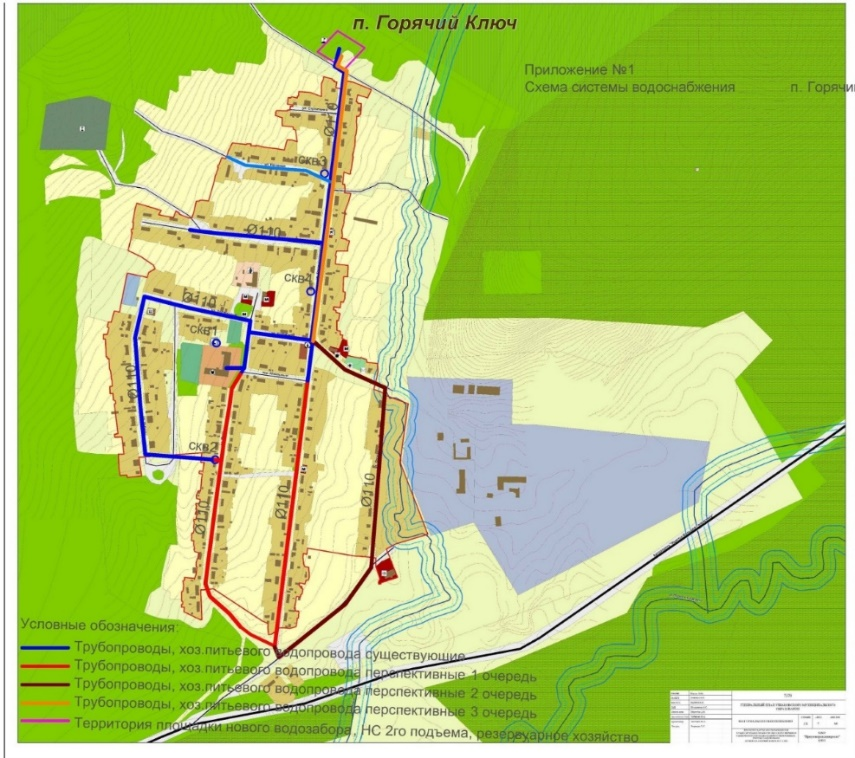 п. Горячий Ключ
Приложение №1
Схема системы водоснабжения п. Горячи
Ø110
скв3
Ø110
скв4
Ø110
скв1
Ø110
скв2
Ø110
Ø110
Ø110
Условные обозначения:
Трубопроводы, хоз.питьевого водопровода существующие
Трубопроводы, хоз.питьевого водопровода перспективные 1 очередь
Трубопроводы, хоз.питьевого водопровода перспективные 2 очередь
Трубопроводы, хоз.питьевого водопровода перспективные 3 очередь
Территория площадки нового водозабора, НС 2го подъема, резервуарное хозяйство